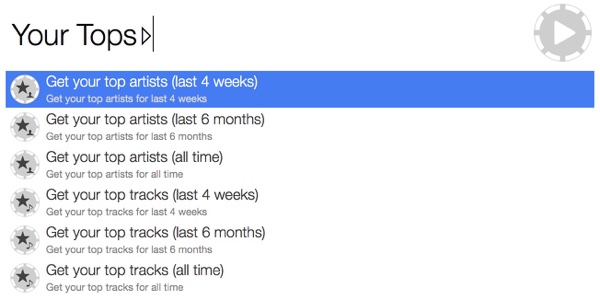 Your Tops ▹
Get your top artists (last 4 weeks)
Get your top artists for last 4 weeks
Get your top artists (last 6 months)
Get your top artists for last 6 months
Get your top artists (all time)
Get your top artists for all time
Get your top tracks (last 4 weeks)
Get your top tracks for last 4 weeks
Get your top tracks (last 6 months)
Get your top tracks for last 6 months
Get your top tracks (all time)
Get your top tracks for all time